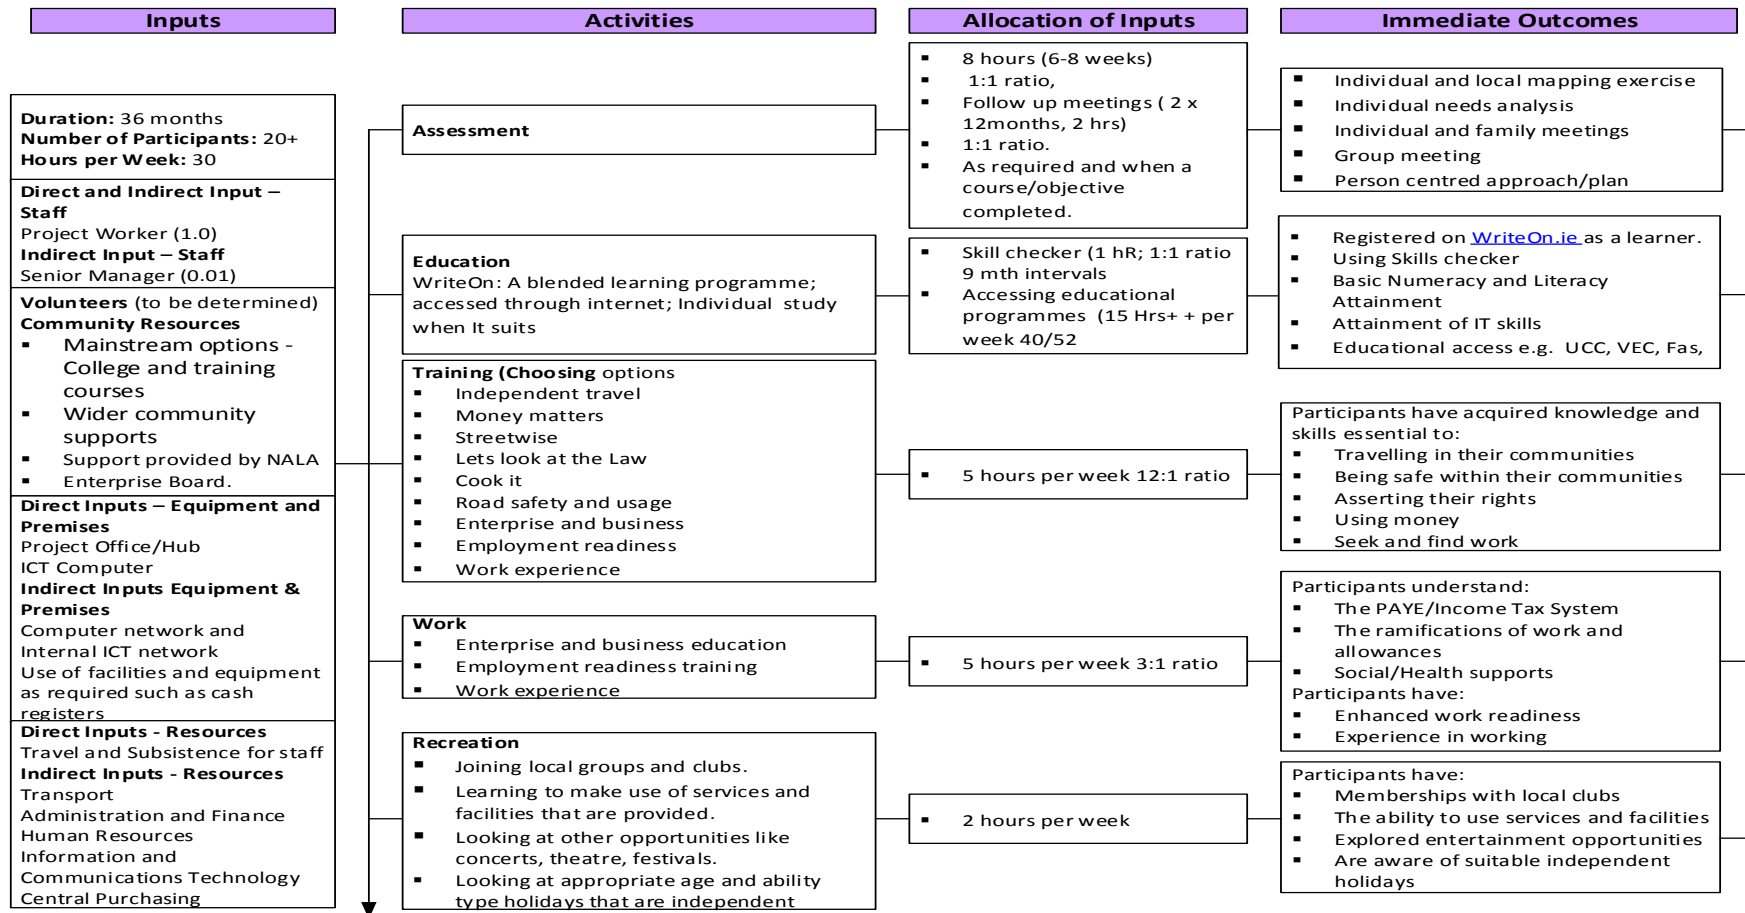 Inputs
Activities
Allocation of Inputs
Immediate Outcomes
Duration: 36 months
Number of Participants: 20+
Hours per Week: 30
Direct and Indirect Input –
Staff
Project Worker (1.0)
Indirect Input – Staff
Senior Manager (0.01)
Volunteers (to be determined)
Community Resources
▪ Mainstream options -
College and training
courses
▪ Wider community
supports
▪ Support provided by NALA
▪ Enterprise Board.
Direct Inputs – Equipment and
Premises
Project Office/Hub
ICT Computer
Indirect Inputs Equipment &
Premises
Computer network and
Internal ICT network
Use of facilities and equipment
as required such as cash
registers
Direct Inputs - Resources
Travel and Subsistence for staff
Indirect Inputs - Resources
Transport
Administration and Finance
Human Resources
Information and
Communications Technology
Central Purchasing
Assessment
▪ 8 hours (6-8 weeks)
▪ 1:1 ratio,
▪ Follow up meetings ( 2 x
12months, 2 hrs)
▪ 1:1 ratio.
▪ As required and when a
course/objective
completed.
▪ Individual and local mapping exercise
▪ Individual needs analysis
▪ Individual and family meetings
▪ Group meeting
▪ Person centred approach/plan
Education
WriteOn: A blended learning programme;
accessed through internet; Individual study
when It suits
▪ Skill checker (1 hR; 1:1 ratio
9 mth intervals
▪ Accessing educational
programmes (15 Hrs+ + per
week 40/52
▪ Registered on WriteOn.ie as a learner.
▪ Using Skills checker
▪ Basic Numeracy and Literacy
Attainment
▪ Attainment of IT skills
▪ Educational access e.g. UCC, VEC, Fas,
Training (Choosing options
▪ Independent travel
▪ Money matters
▪ Streetwise
▪ Lets look at the Law
▪ Cook it
▪ Road safety and usage
▪ Enterprise and business
▪ Employment readiness
▪ Work experience
▪ 5 hours per week 12:1 ratio
Participants have acquired knowledge and
skills essential to:
▪ Travelling in their communities
▪ Being safe within their communities
▪ Asserting their rights
▪ Using money
▪ Seek and find work
Work
▪ Enterprise and business education
▪ Employment readiness training
▪ Work experience
▪ 5 hours per week 3:1 ratio
Participants understand:
▪ The PAYE/Income Tax System
▪ The ramifications of work and
allowances
▪ Social/Health supports
Participants have:
▪ Enhanced work readiness
▪ Experience in working
Recreation
▪ Joining local groups and clubs.
▪ Learning to make use of services and
facilities that are provided.
▪ Looking at other opportunities like
concerts, theatre, festivals.
▪ Looking at appropriate age and ability
type holidays that are independent
▪ 2 hours per week
Participants have:
▪ Memberships with local clubs
▪ The ability to use services and facilities
▪ Explored entertainment opportunities
▪ Are aware of suitable independent
holidays